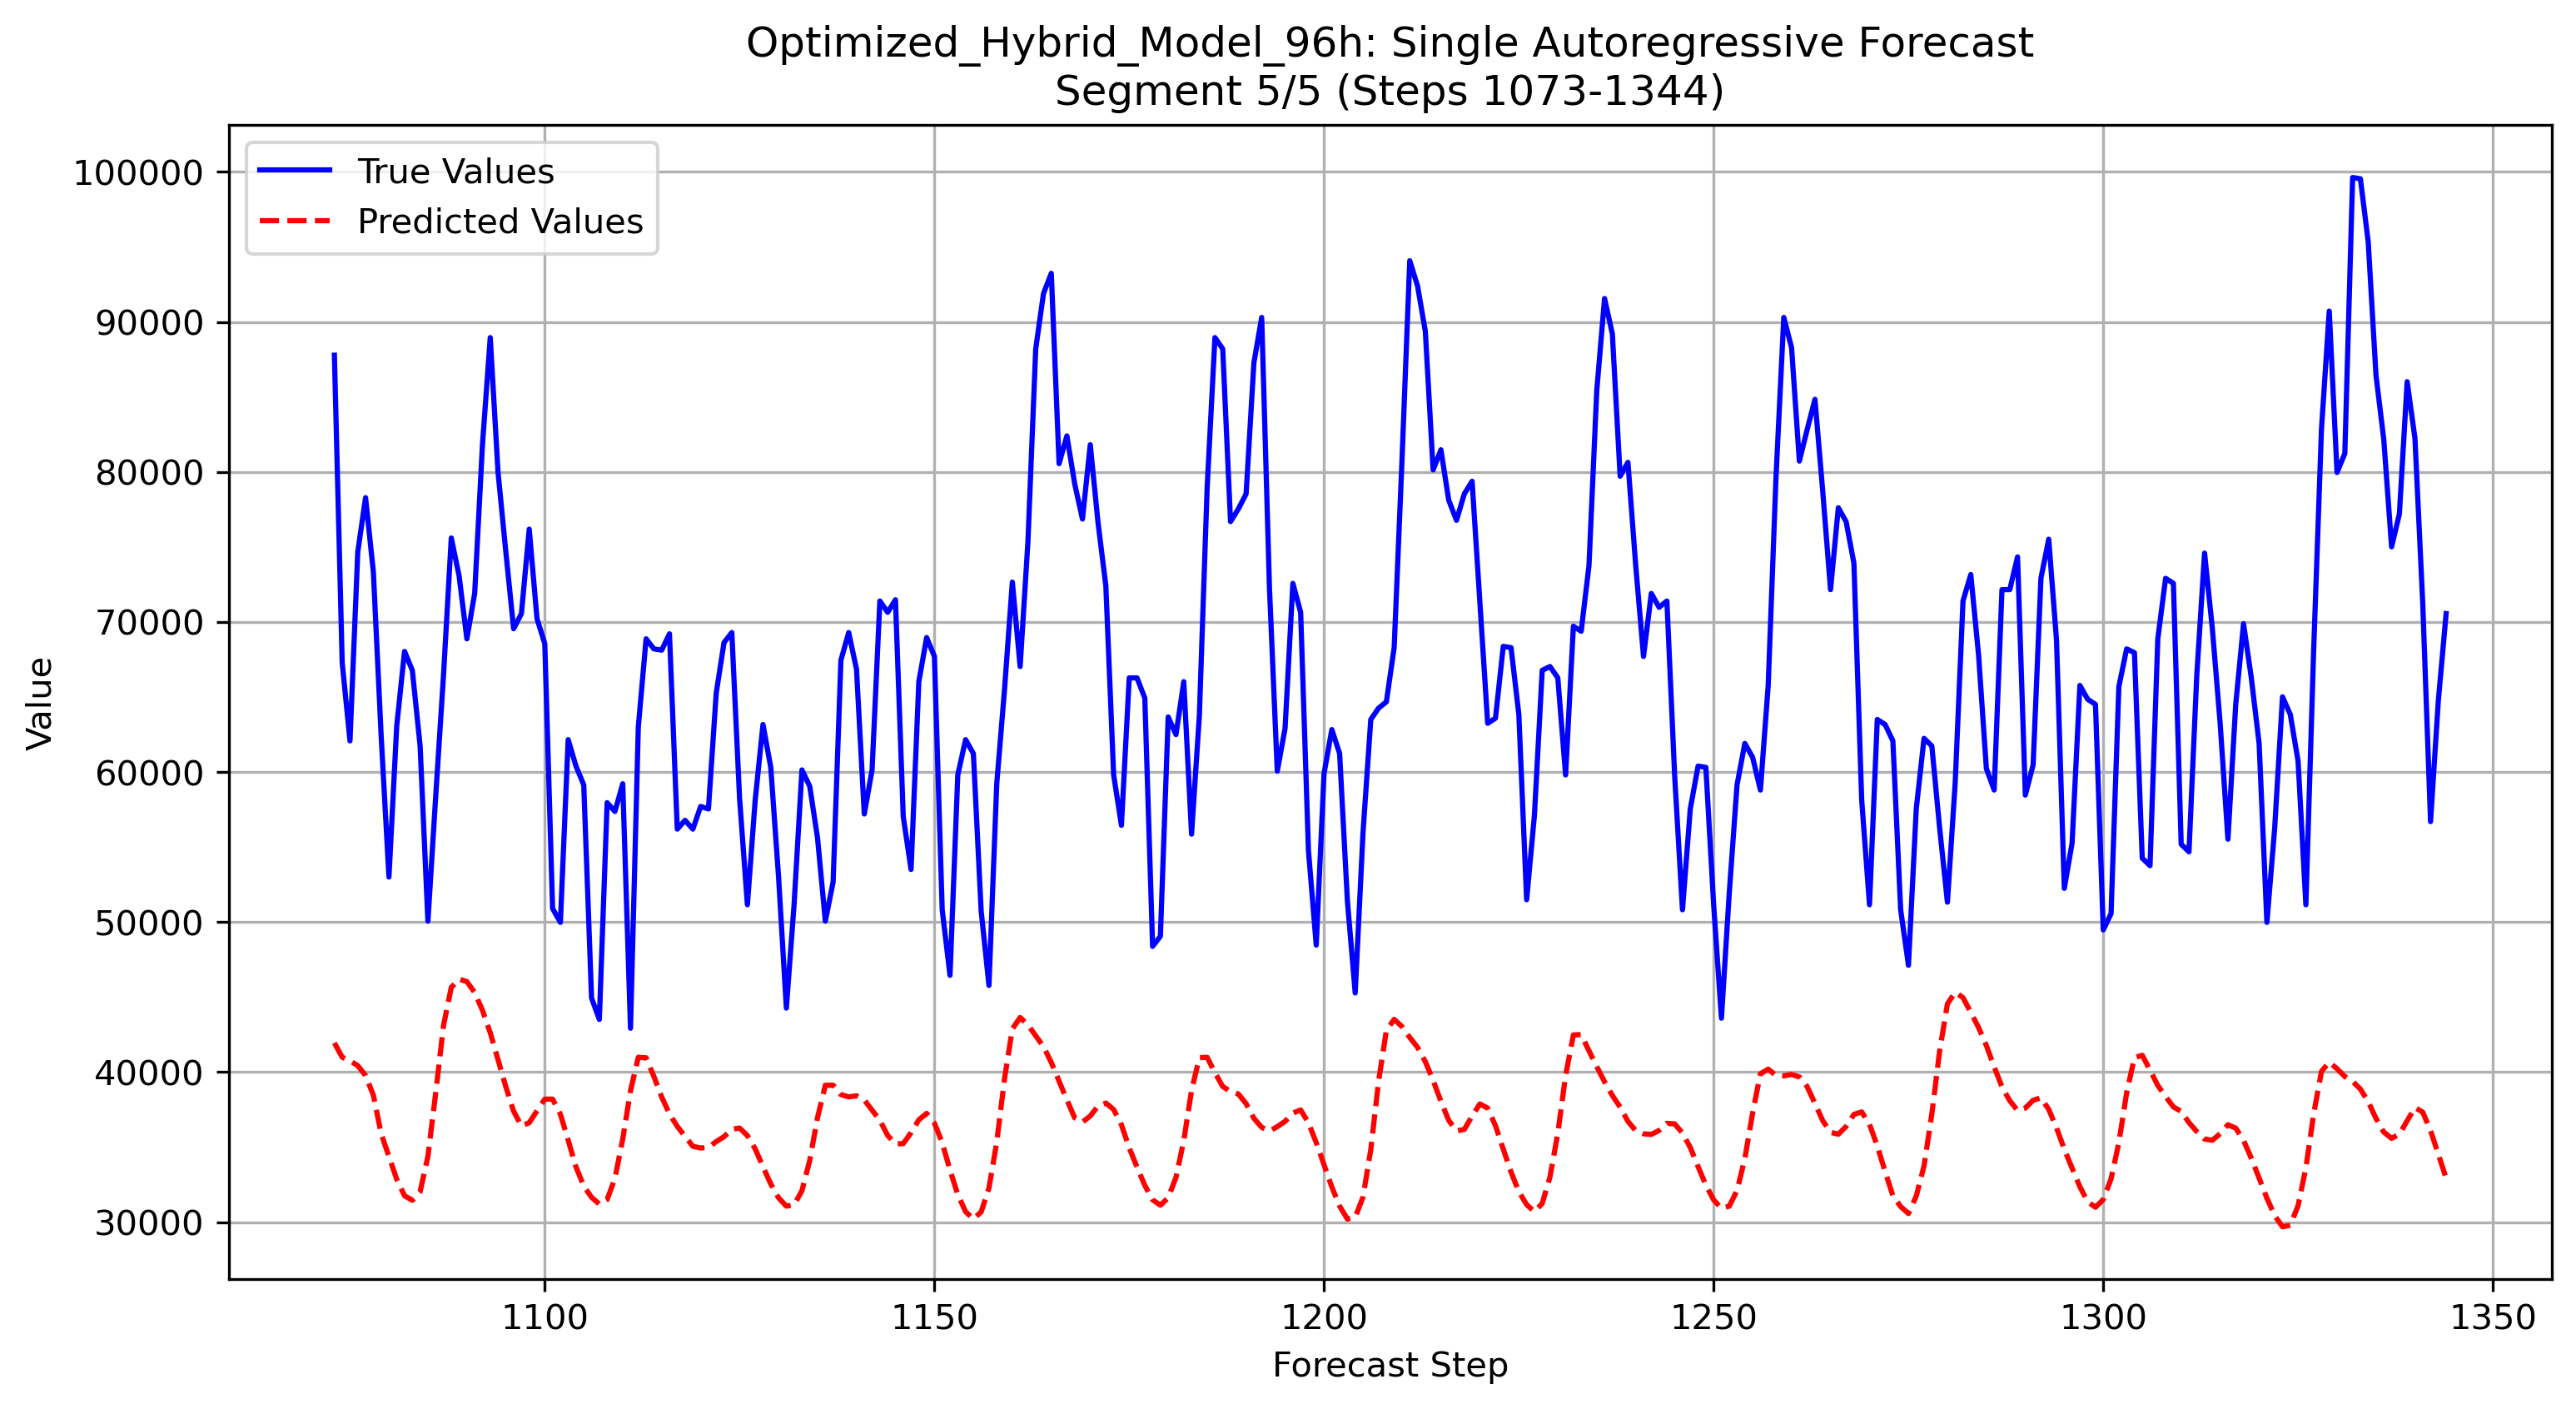 Optimized_Hybrid_Model_96h: Single Autoregressive Forecast
Segment 5/5 (Steps 1073-1344)
True Values
Predicted Values
100000
90000
80000
70000
60000
50000
40000
30000
Value
1100 1150 1200 1250 1300 1350
Forecast Step